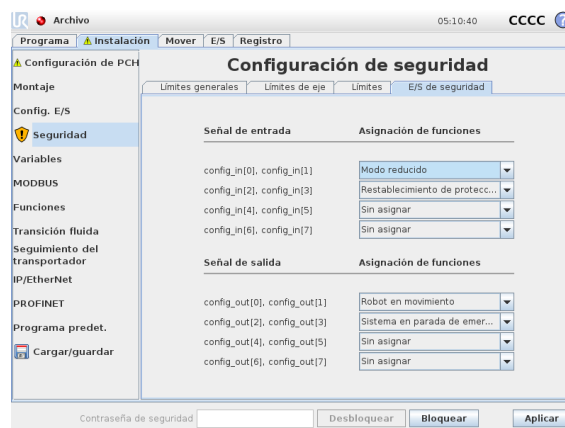 UR Archivo 05:10:40 CCCC ?
Programa Instalación Mover E/S Registro
Configuración de PCH
Configuración de seguridad
Montaje
Límites generales Límites de eje Límites E/S de seguridad
Config. E/S
Seguridad
Señal de entrada Asignación de funciones
Variables
config_in[0], config_in[1] Modo reducido
MODBUS
config_in[2], config_in[3] Restablecimiento de protecc...
Funciones
config_in[4], config_in[5] Sin asignar
Transición fluida
config_in[6], config_in[7] Sin asignar
Seguimiento del
transportador
Señal de salida Asignación de funciones
IP/EtherNet
PROFINET
config_out[0], config_out[1] Robot en movimiento
Programa predet.
config_out[2], config_out[3] Sistema en parada de emer...
config_out[4], config_out[5] Sin asignar
Cargar/guardar
config_out[6], config_out[7] Sin asignar
Contraseña de seguridad Desbloquear Bloquear Aplicar